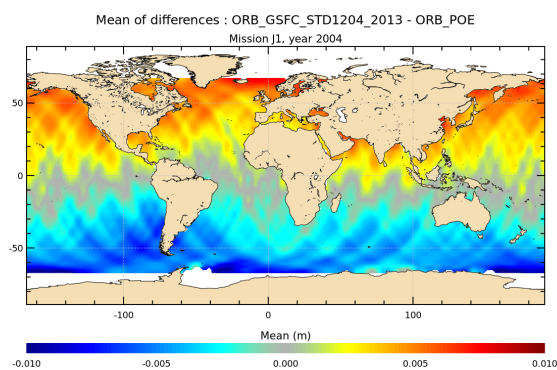 Mean of differences : ORB_GSFC_STD1204_2013 - ORB_POE
Mission J1, year 2004
50
0
-50
-100 0 100
Mean (m)
-0.010 -0.005 0.000 0.005 0.010